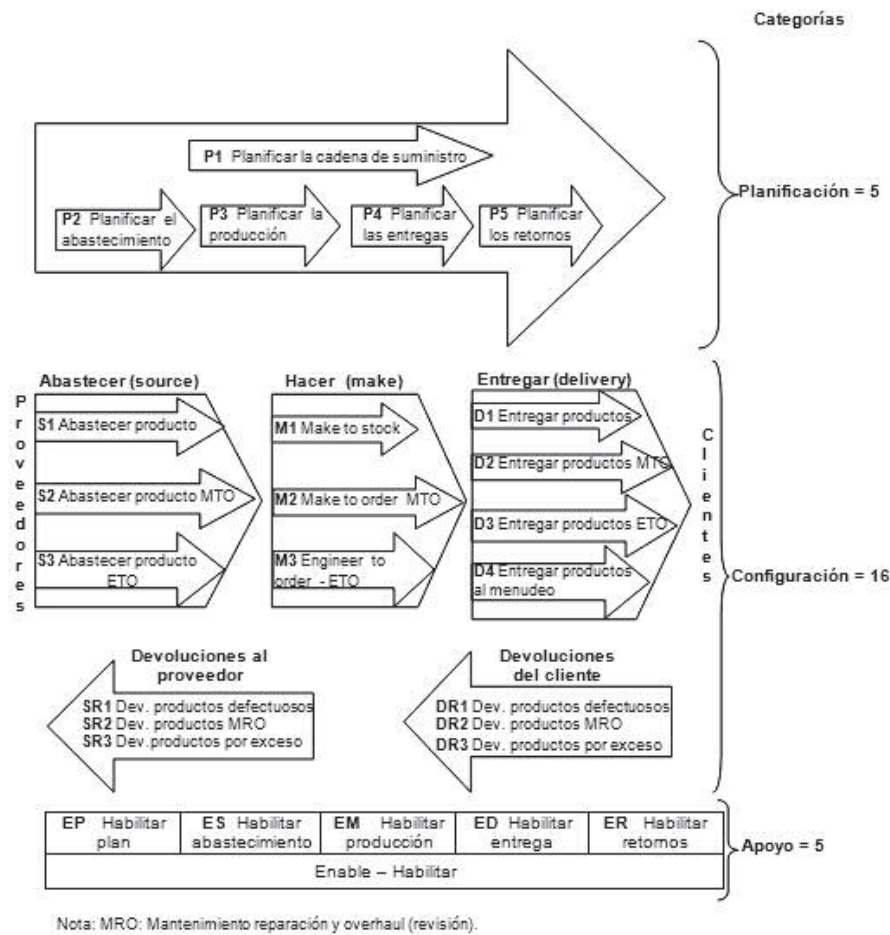 Categorías
P1 Planificar la cadena de suministro
P2 Planificar el
abastecimiento
P3 Planificar la
producción
P4 Planificar
las entregas
P5 Planificar
los retornos
Planificación = 5
Proveedores
Abastecer (source)
S1 Abastecer producto
S2 Abastecer producto MTO
S3 Abastecer producto
ETO
Hacer (make)
M1 Make to stock
M2 Make to order MTO
M3 Engineer to
order - ETO
Entregar (delivery)
D1 Entregar productos
D2 Entregar productos MTO
D3 Entregar productos ETO
D4 Entregar productos
al menudeo
Clientes
Configuración = 16
Devoluciones al
proveedor
SR1 Dev. productos defectuosos
SR2 Dev. productos MRO
SR3 Dev. productos por exceso
Devoluciones
del cliente
DR1 Dev. productos defectuosos
DR2 Dev. productos MRO
DR3 Dev. productos por exceso
EP Habilitar
plan
ES Habilitar
abastecimiento
EM Habilitar
producción
ED Habilitar
entrega
ER Habilitar
retornos
Enable – Habilitar
Apoyo = 5
Nota: MRO: Mantenimiento reparación y overhaul (revisión).